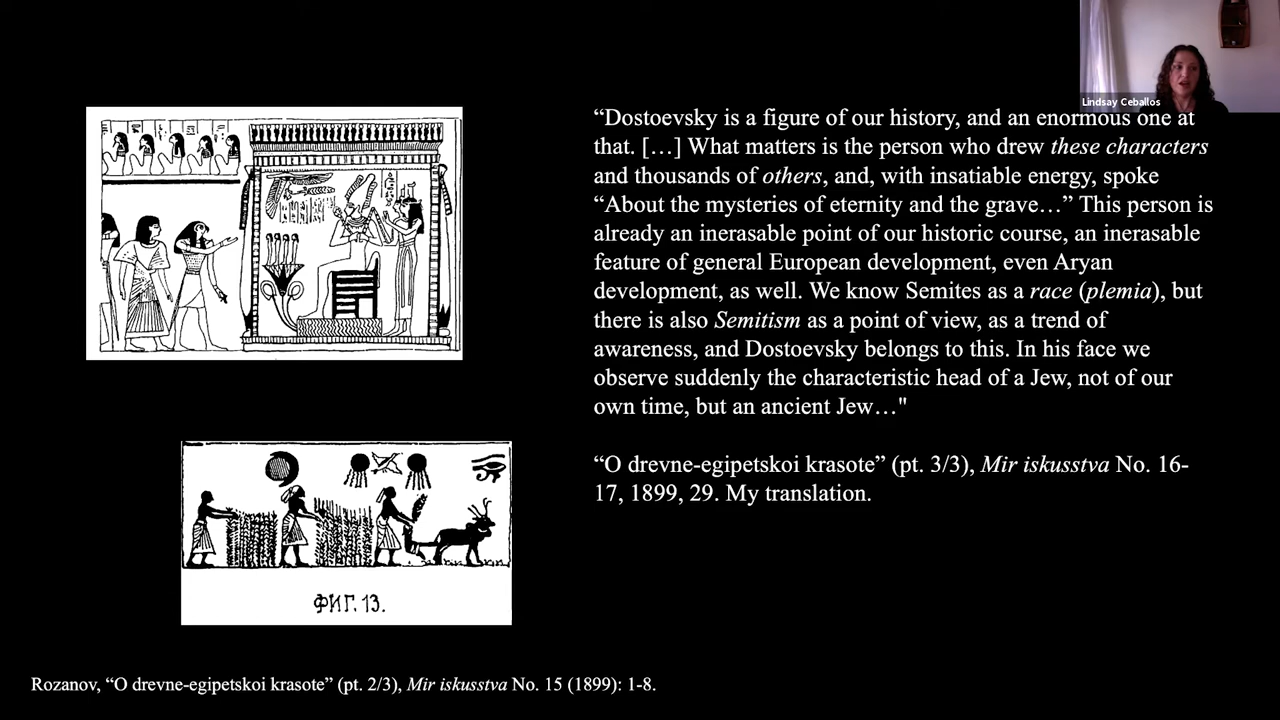 Lindsay Ceballos
“Dostoevsky is a figure of our history, and an enormous one at
that. […] What matters is the person who drew these characters
and thousands of others, and, with insatiable energy, spoke
“About the mysteries of eternity and the grave…” This person is
already an inerasable point of our historic course, an inerasable
feature of general European development, even Aryan
development, as well. We know Semites as a race (plemia), but
there is also Semitism as a point of view, as a trend of
awareness, and Dostoevsky belongs to this. In his face we
observe suddenly the characteristic head of a Jew, not of our
own time, but an ancient Jew…"
“O drevne-egipetskoi krasote” (pt. 3/3), Mir iskusstva No. 16-
17, 1899, 29. My translation.
ФИГ. 13.
Rozanov, “O drevne-egipetskoi krasote” (pt. 2/3), Mir iskusstva No. 15 (1899): 1-8.